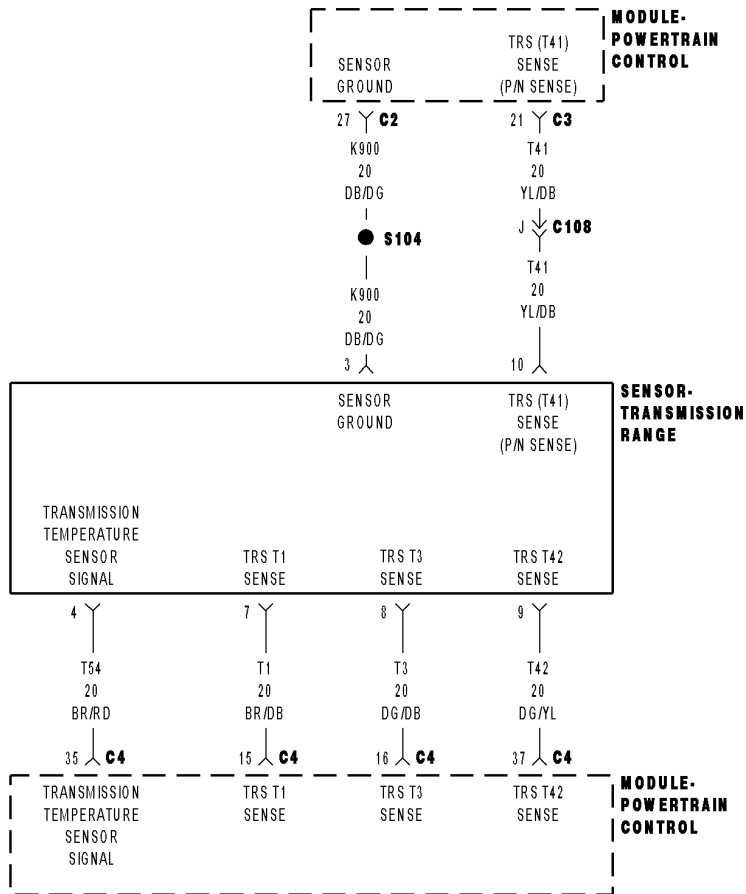 MODULE-
POWERTRAIN
CONTROL
TRS (T41)
SENSE
(P/N SENSE)
SENSOR
GROUND
27 C2
21 C3
K900
20
DB/DG
T41
20
YL/DB
S104
J C108
K900
20
DB/DG
T41
20
YL/DB
3
10
SENSOR-
TRANSMISSION
RANGE
SENSOR
GROUND
TRS (T41)
SENSE
(P/N SENSE)
TRANSMISSION
TEMPERATURE
SENSOR
SIGNAL
TRS T1
SENSE
TRS T3
SENSE
TRS T42
SENSE
4
7
8
9
T54
20
BR/RD
T1
20
BR/DB
T3
20
DG/DB
T42
20
DG/YL
35 C4
15 C4
16 C4
37 C4
MODULE-
POWERTRAIN
CONTROL
TRANSMISSION
TEMPERATURE
SENSOR
SIGNAL
TRS T1
SENSE
TRS T3
SENSE
TRS T42
SENSE